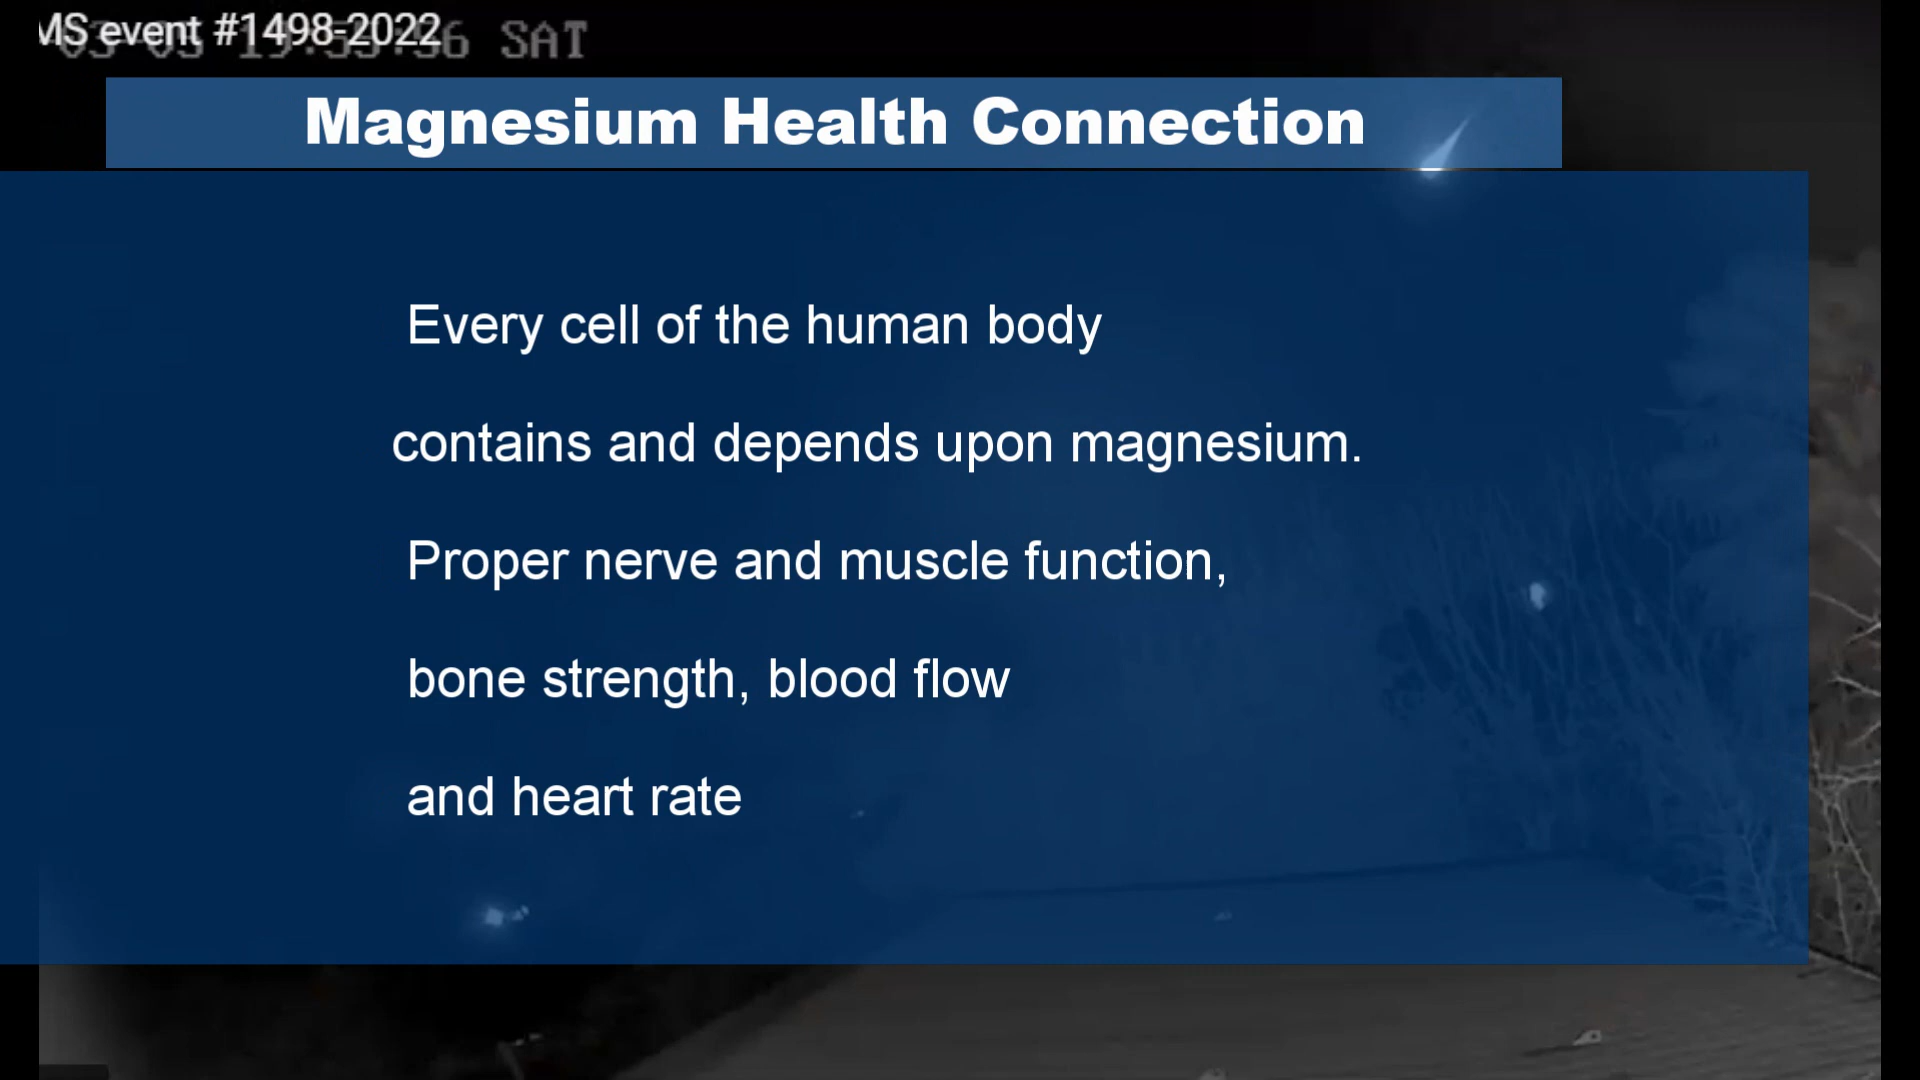 MS event #1498-2022
SAT
Magnesium Health Connection
Every cell of the human body
contains and depends upon magnesium.
Proper nerve and muscle function,
bone strength, blood flow
and heart rate